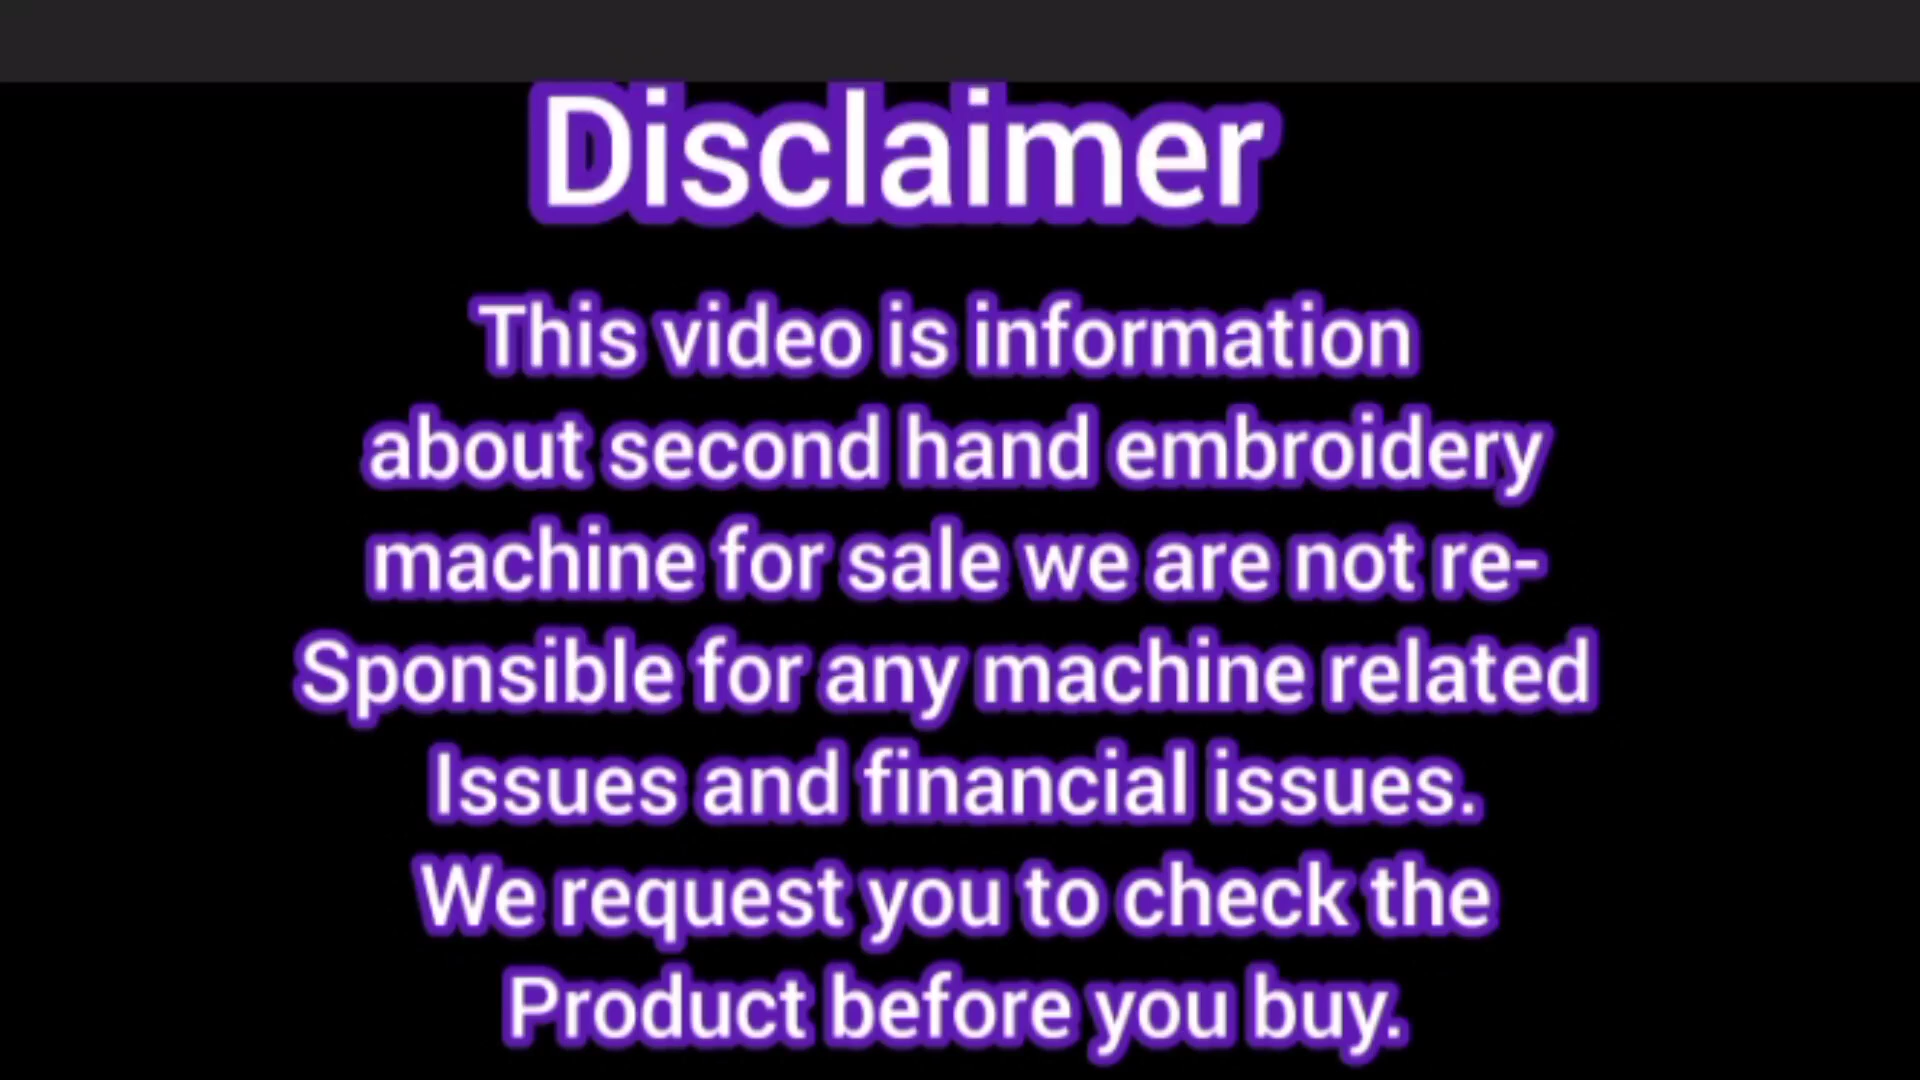 Disclaimer
This video is information
about second hand embroidery
machine for sale we are not re-
Sponsible for any machine related
Issues and financial issues.
We request you to check the
Product before you buy.